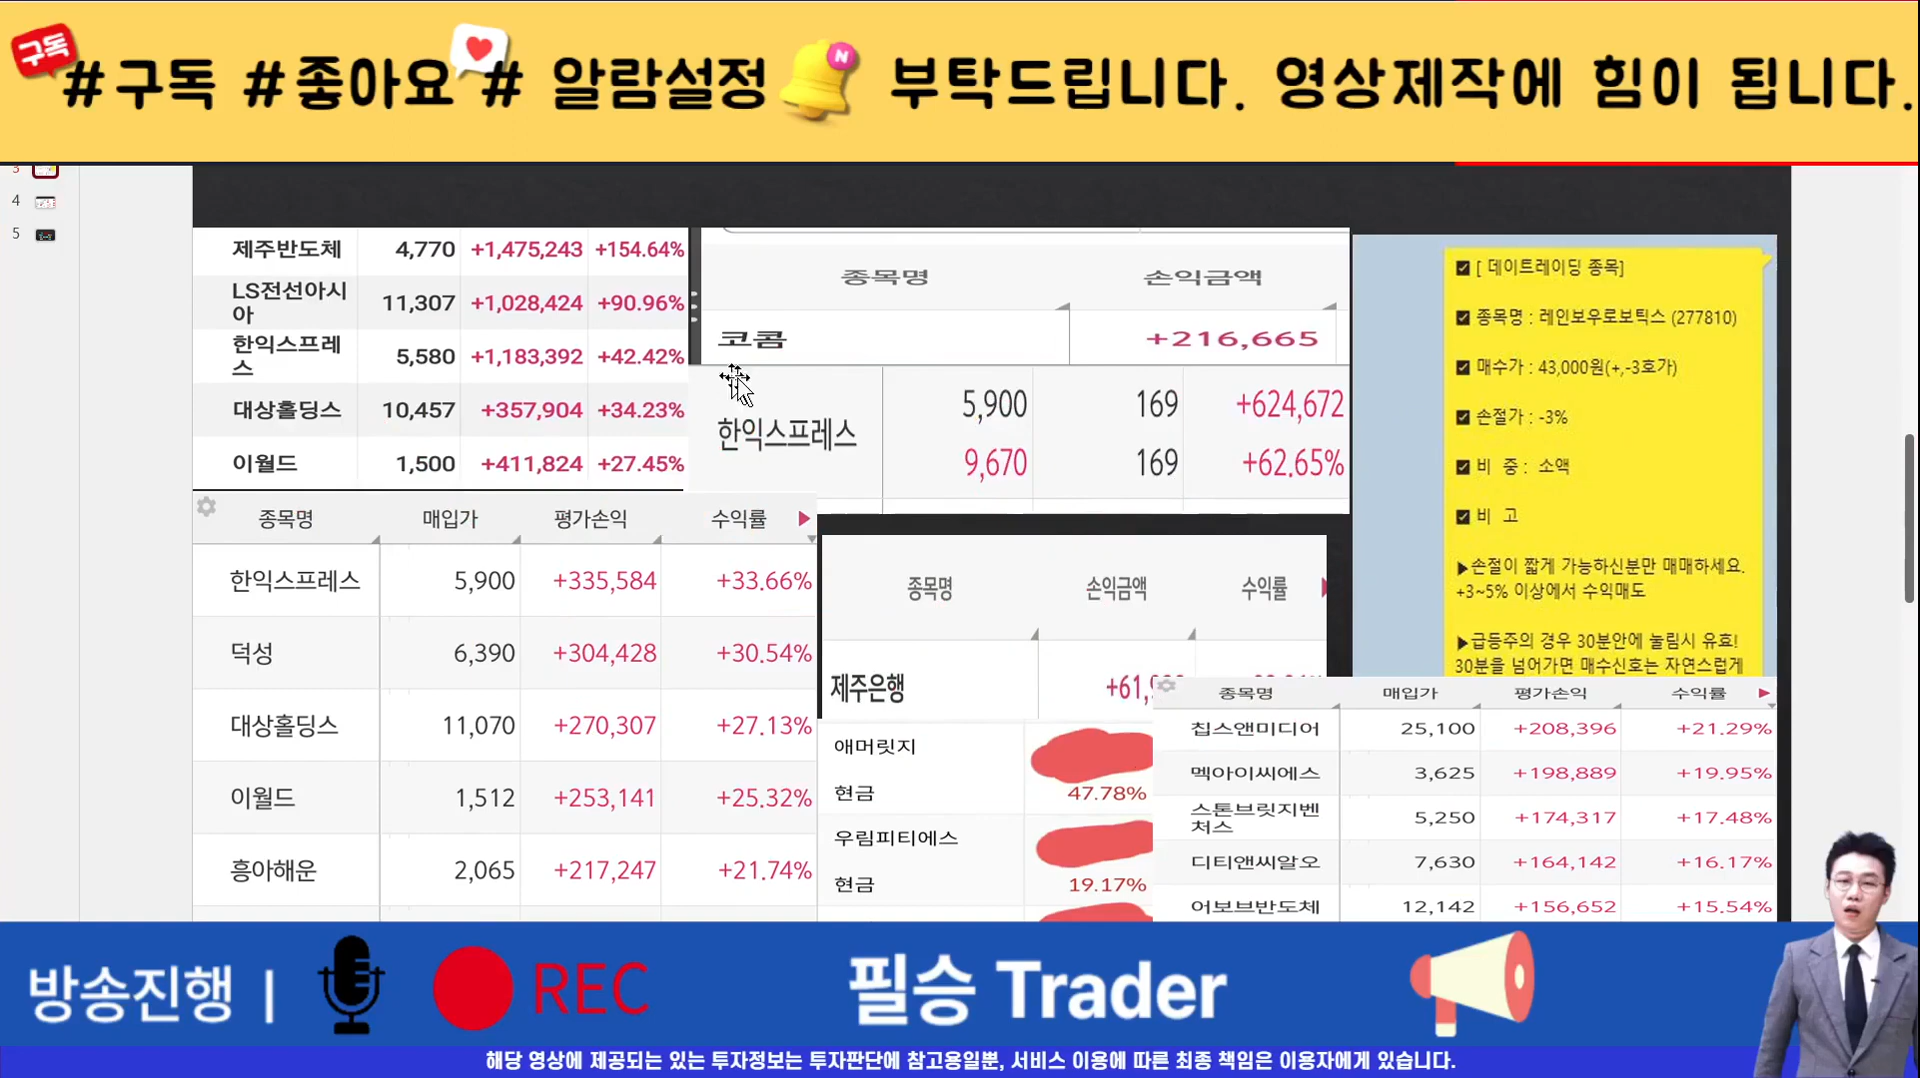 구독
#구독 #좋아요 # 알람설정 N 부탁드립니다. 영상제작에 힘이 됩니다.
3
4
5
제주반도체 4,770 +1,475,243 +154.64%
LS전선아시
아 11,307 +1,028,424 +90.96%
한익스프레
스 5,580 +1,183,392 +42.42%
대상홀딩스 10,457 +357,904 +34.23%
이월드 1,500 +411,824 +27.45%
종목명 손익금액
코콤 +216,665
한익스프레스
5,900 169 +624,672
9,670 169 +62.65%
☑ [ 데이트레이딩 종목]
☑ 종목명 : 레인보우로보틱스 (277810)
☑ 매수가 : 43,000원(+,-3호가)
☑ 손절가 : -3%
☑ 비 중 : 소액
☑ 비 고
▶손절이 짧게 가능하신분만 매매하세요.
+3~5% 이상에서 수익매도
▶급등주의 경우 30분안에 눌림시 유효!
30분을 넘어가면 매수신호는 자연스럽게
종목명 매입가 평가손익 수익률
한익스프레스 5,900 +335,584 +33.66%
덕성 6,390 +304,428 +30.54%
대상홀딩스 11,070 +270,307 +27.13%
이월드 1,512 +253,141 +25.32%
흥아해운 2,065 +217,247 +21.74%
종목명 손익금액 수익률
제주은행
애머릿지
현금 47.78%
우림피티에스
현금 19.17%
종목명 매입가 평가손익 수익률
칩스앤미디어 25,100 +208,396 +21.29%
멕아이씨에스 3,625 +198,889 +19.95%
스톤브릿지벤
처스 5,250 +174,317 +17.48%
디티앤씨알오 7,630 +164,142 +16.17%
어보브반도체 12,142 +156,652 +15.54%
방송진행 | REC 필승 Trader
해당 영상에 제공되는 있는 투자정보는 투자판단에 참고용일뿐, 서비스 이용에 따른 최종 책임은 이용자에게 있습니다.